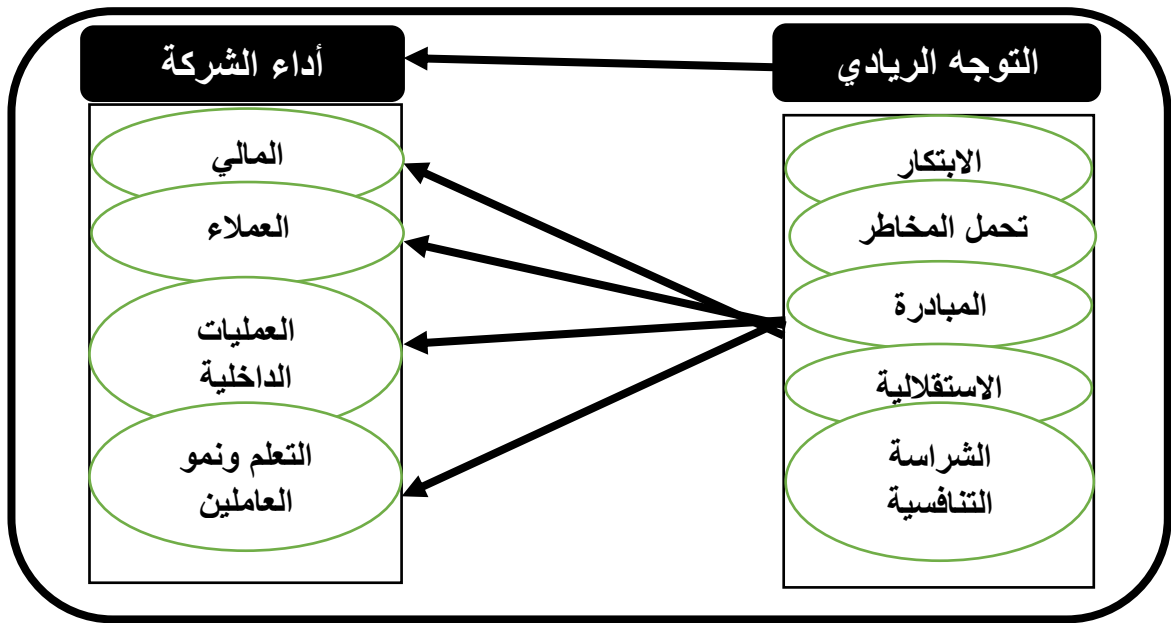 التوجه الريادي
الابتكار
تحمل المخاطر
المبادرة
الاستقلالية
الشراسة
التنافسية
أداء الشركة
المالي
العملاء
العمليات
الداخلية
التعلم ونمو
العاملين